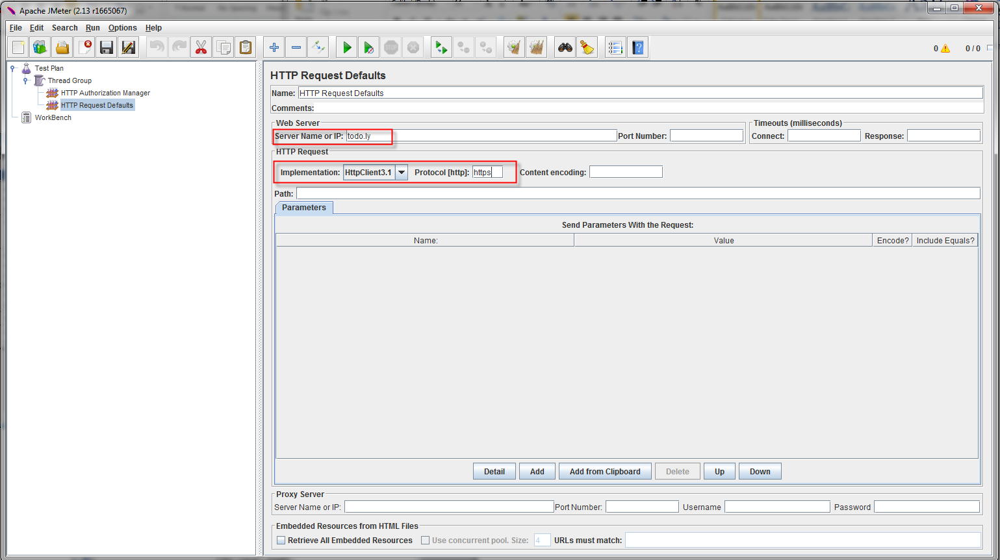 Apache JMeter (2.13 r1665067)
File Edit Search Run Options Help
STOP
0 0 / 0
Test Plan
Thread Group
HTTP Authorization Manager
HTTP Request Defaults
WorkBench
HTTP Request Defaults
Name: HTTP Request Defaults
Comments:
Web Server
Timeouts (milliseconds)
Server Name or IP: todo.ly Port Number: Connect: Response:
HTTP Request
Implementation: HttpClient3.1 Protocol [http]: https Content encoding:
Path:
Parameters
Send Parameters With the Request:
Name: Value Encode? Include Equals?
Detail Add Add from Clipboard Delete Up Down
Proxy Server
Server Name or IP: Port Number: Username Password
Embedded Resources from HTML Files
Retrieve All Embedded Resources Use concurrent pool. Size: 4 URLs must match: